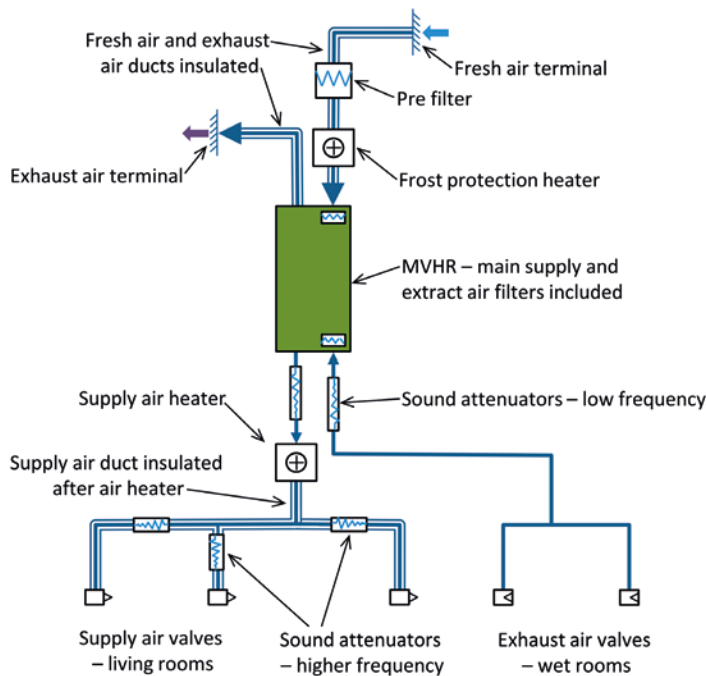 Fresh air and exhaust
air ducts insulated
Fresh air terminal
Pre filter
Exhaust air terminal
Frost protection heater
MVHR – main supply and
extract air filters included
Supply air heater
Sound attenuators – low frequency
Supply air duct insulated
after air heater
Supply air valves
– living rooms
Sound attenuators
– higher frequency
Exhaust air valves
– wet rooms